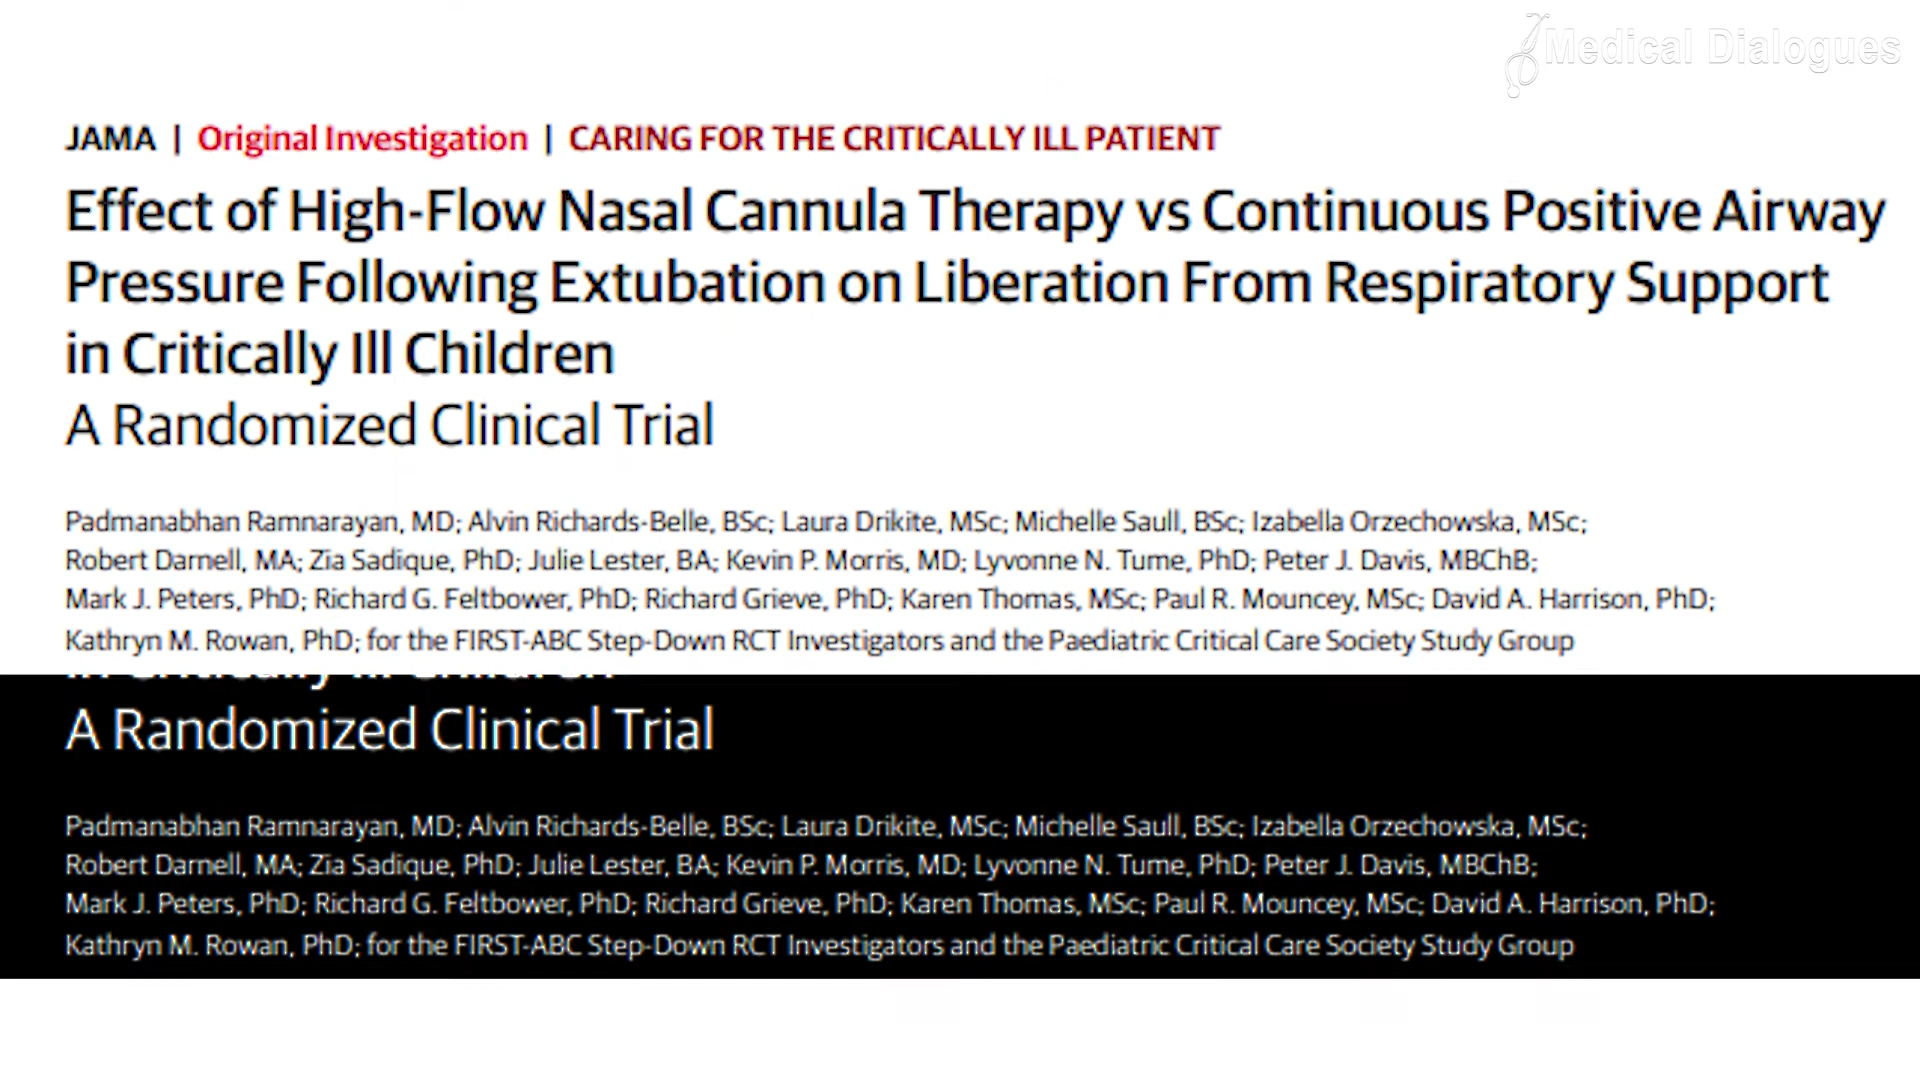 Medical Dialogues
JAMA | Original Investigation | CARING FOR THE CRITICALLY ILL PATIENT
Effect of High-Flow Nasal Cannula Therapy vs Continuous Positive Airway
Pressure Following Extubation on Liberation From Respiratory Support
in Critically Ill Children
A Randomized Clinical Trial
Padmanabhan Ramnarayan, MD; Alvin Richards-Belle, BSc; Laura Drikite, MSc; Michelle Saull, BSc; Izabella Orzechowska, MSc;
Robert Darnell, MA; Zia Sadique, PhD; Julie Lester, BA; Kevin P. Morris, MD; Lyvonne N. Tume, PhD; Peter J. Davis, MBChB;
Mark J. Peters, PhD; Richard G. Feltbower, PhD; Richard Grieve, PhD; Karen Thomas, MSc; Paul R. Mouncey, MSc; David A. Harrison, PhD;
Kathryn M. Rowan, PhD; for the FIRST-ABC Step-Down RCT Investigators and the Paediatric Critical Care Society Study Group
A Randomized Clinical Trial
Padmanabhan Ramnarayan, MD; Alvin Richards-Belle, BSc; Laura Drikite, MSc; Michelle Saull, BSc; Izabella Orzechowska, MSc;
Robert Darnell, MA; Zia Sadique, PhD; Julie Lester, BA; Kevin P. Morris, MD; Lyvonne N. Tume, PhD; Peter J. Davis, MBChB;
Mark J. Peters, PhD; Richard G. Feltbower, PhD; Richard Grieve, PhD; Karen Thomas, MSc; Paul R. Mouncey, MSc; David A. Harrison, PhD;
Kathryn M. Rowan, PhD; for the FIRST-ABC Step-Down RCT Investigators and the Paediatric Critical Care Society Study Group